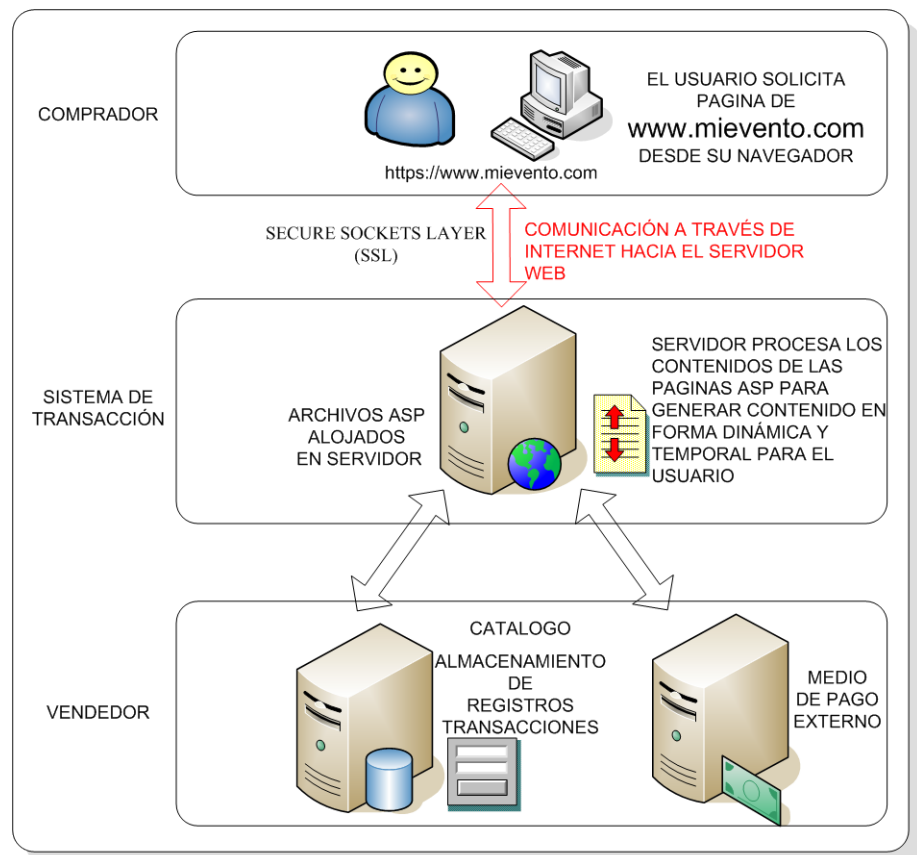 COMPRADOR
EL USUARIO SOLICITA
PAGINA DE
www.mievento.com
DESDE SU NAVEGADOR
https://www.mievento.com
SECURE SOCKETS LAYER
(SSL)
COMUNICACIÓN A TRAVÉS DE
INTERNET HACIA EL SERVIDOR
WEB
SISTEMA DE
TRANSACCIÓN
ARCHIVOS ASP
ALOJADOS
EN SERVIDOR
SERVIDOR PROCESA LOS
CONTENIDOS DE LAS
PAGINAS ASP PARA
GENERAR CONTENIDO EN
FORMA DINÁMICA Y
TEMPORAL PARA EL
USUARIO
VENDEDOR
CATALOGO
ALMACENAMIENTO
DE
REGISTROS
TRANSACCIONES
MEDIO
DE PAGO
EXTERNO